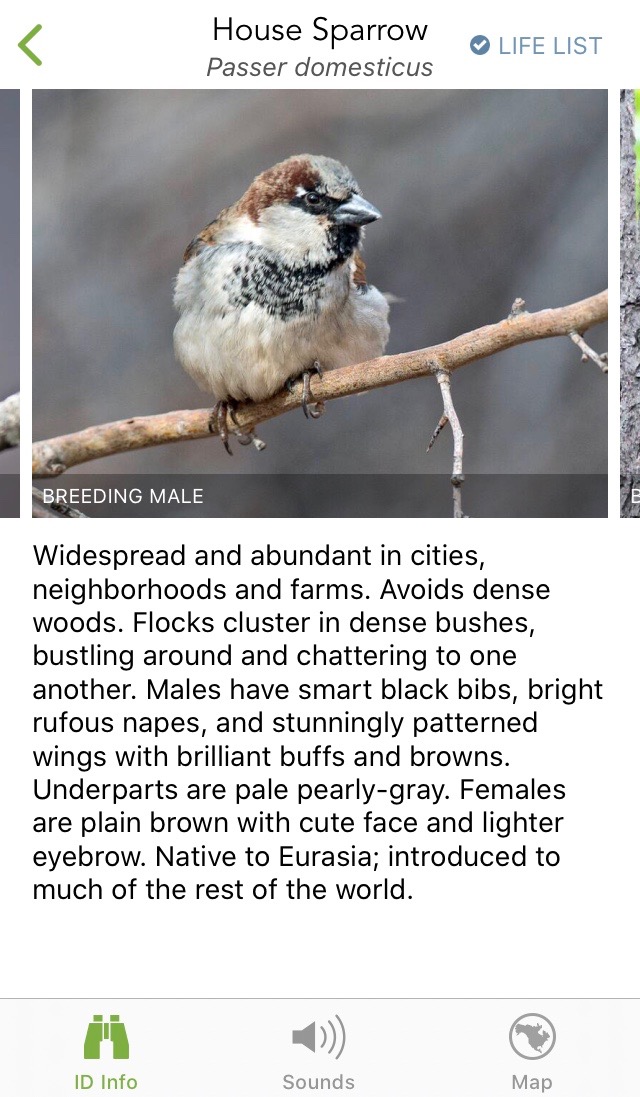 House Sparrow
LIFE LIST
Passer domesticus
BREEDING MALE
B
Widespread and abundant in cities,
neighborhoods and farms. Avoids dense
woods. Flocks cluster in dense bushes,
bustling around and chattering to one
another. Males have smart black bibs, bright
rufous napes, and stunningly patterned
wings with brilliant buffs and browns.
Underparts are pale pearly-gray. Females
are plain brown with cute face and lighter
eyebrow. Native to Eurasia; introduced to
much of the rest of the world.
ID Info
Sounds
Map